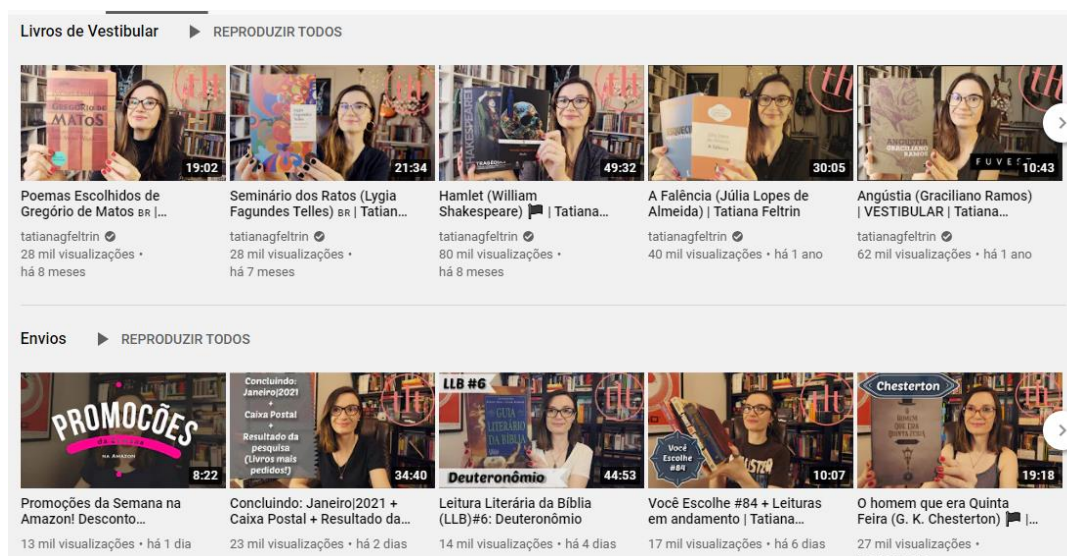 Livros de Vestibular REPRODUZIR TODOS
GREGÓRIO DE
MATOS
tlt
19:02
21:34
SHAKESPEARE
49:32
30:05
ANGÚSTIA
GRACILIANO
RAMOS
FUVEST
10:43
Poemas Escolhidos de
Gregório de Matos BR |...
tatianagfeltrin
28 mil visualizações •
há 8 meses
Seminário dos Ratos (Lygia
Fagundes Telles) BR | Tatian...
tatianagfeltrin
28 mil visualizações •
há 7 meses
Hamlet (William
Shakespeare) 🏴 | Tatiana...
tatianagfeltrin
80 mil visualizações •
há 8 meses
A Falência (Júlia Lopes de
Almeida) | Tatiana Feltrin
tatianagfeltrin
40 mil visualizações • há 1 ano
Angústia (Graciliano Ramos)
| VESTIBULAR | Tatiana...
tatianagfeltrin
62 mil visualizações • há 1 ano
Envios REPRODUZIR TODOS
PROMOÇÕES
NA AMAZON
8:22
Concluindo:
Janeiro|2021
+
Caixa Postal
+
Resultado da
pesquisa
(Livros mais
pedidos!)
34:40
LLB #6
GUIA
LITERÁRIO
DA BÍBLIA
Deuteronômio
44:53
Você
Escolhe
#84
10:07
Chesterton
O HOMEM
QUE ERA
QUINTA-FEIRA
19:18
Promoções da Semana na
Amazon! Desconto...
13 mil visualizações • há 1 dia
Concluindo: Janeiro|2021 +
Caixa Postal + Resultado da...
23 mil visualizações • há 2 dias
Leitura Literária da Bíblia
(LLB)#6: Deuteronômio
14 mil visualizações • há 4 dias
Você Escolhe #84 + Leituras
em andamento | Tatiana...
17 mil visualizações • há 6 dias
O homem que era Quinta
Feira (G. K. Chesterton) 🏴 |...
27 mil visualizações •